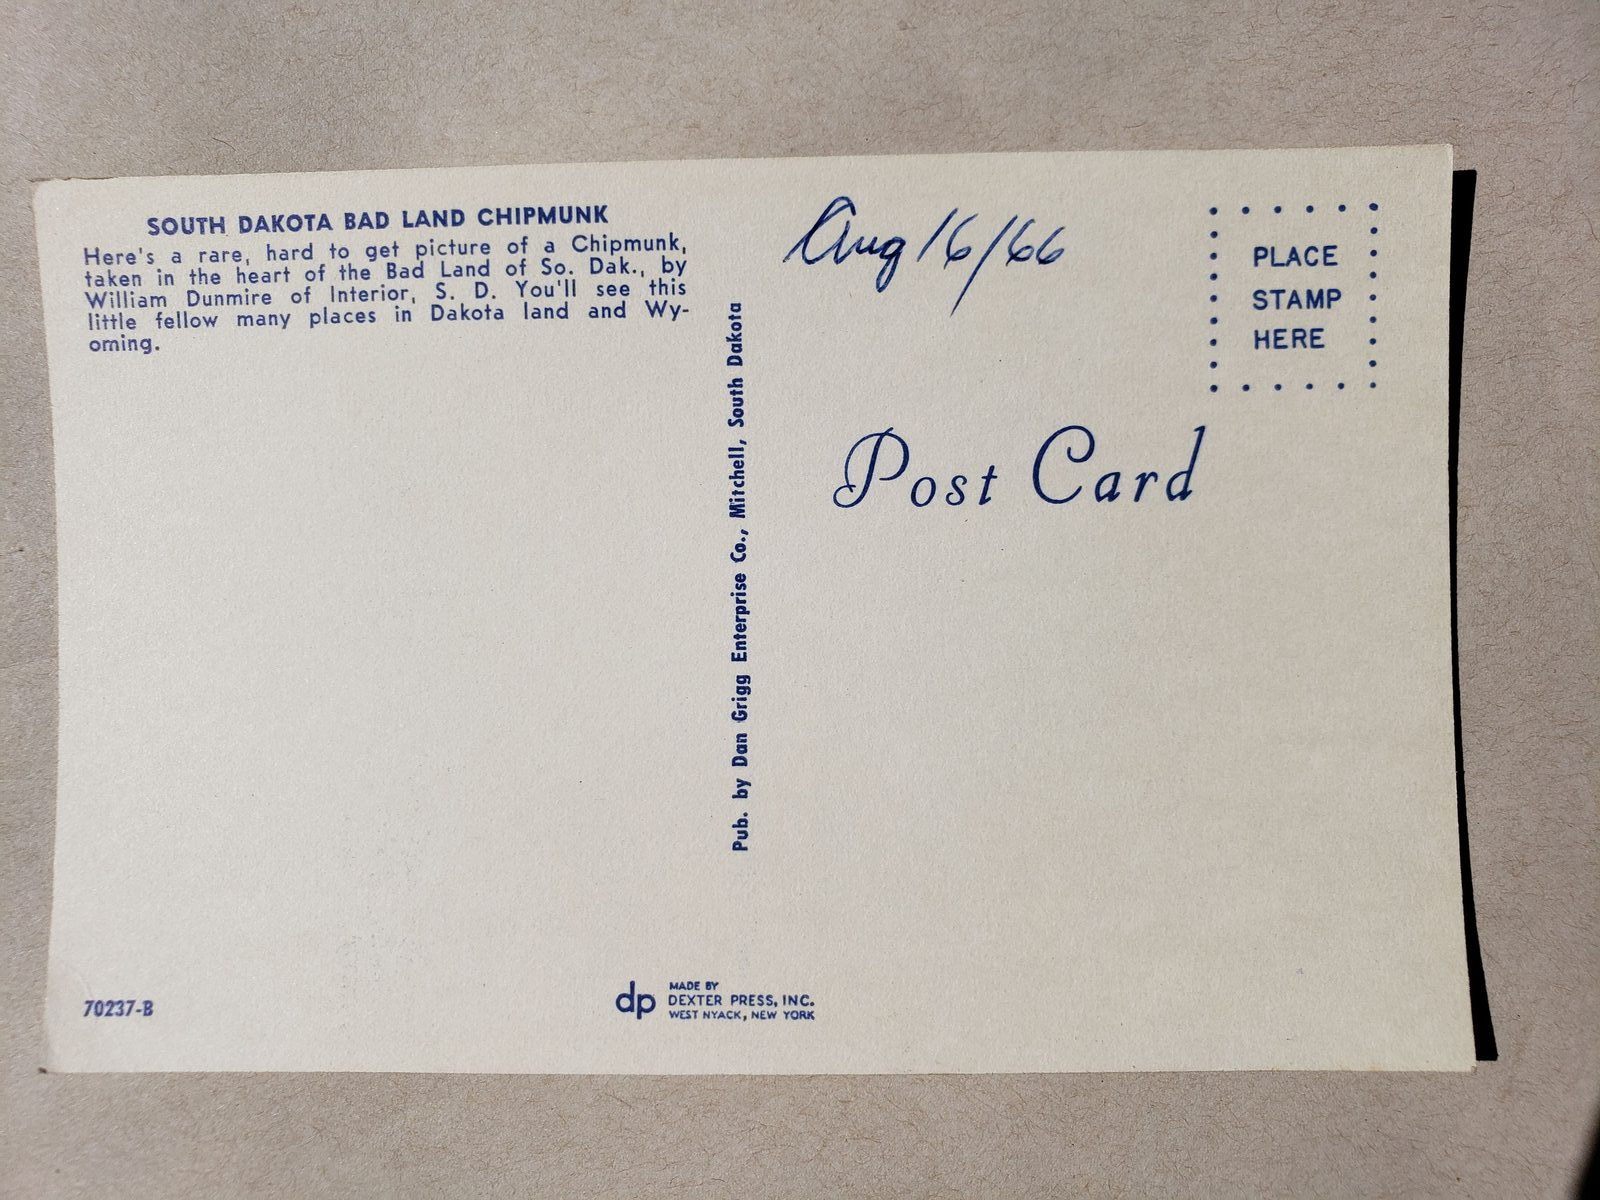 SOUTH DAKOTA BAD LAND CHIPMUNK
Here's a rare, hard to get picture of a Chipmunk,
taken in the heart of the Bad Land of So. Dak., by
William Dunmire of Interior, S. D. You'll see this
little fellow many places in Dakota land and Wy-
oming.
70237-B
Pub. by Dan Grigg Enterprise Co., Mitchell, South Dakota
dp
MADE BY
DEXTER PRESS, INC.
WEST NYACK, NEW YORK
Aug 16/66
PLACE
STAMP
HERE
Post Card